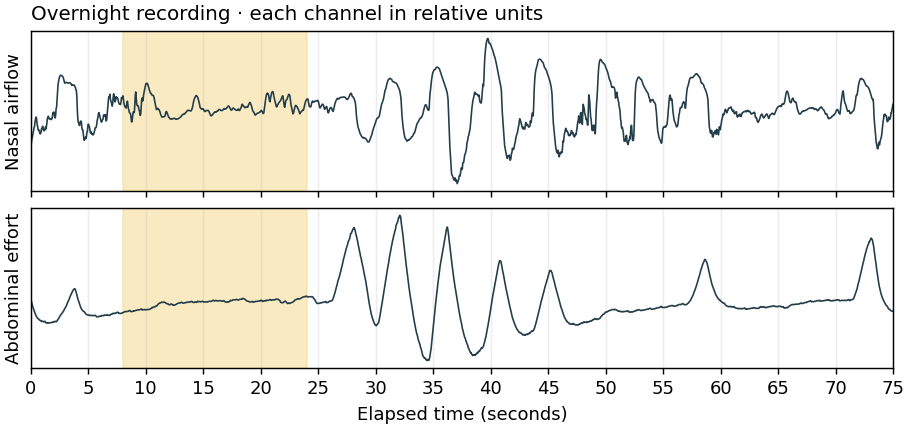 Overnight recording · each channel in relative units
Nasal airflow
Abdominal effort
0 5 10 15 20 25 30 35 40 45 50 55 60 65 70 75
Elapsed time (seconds)